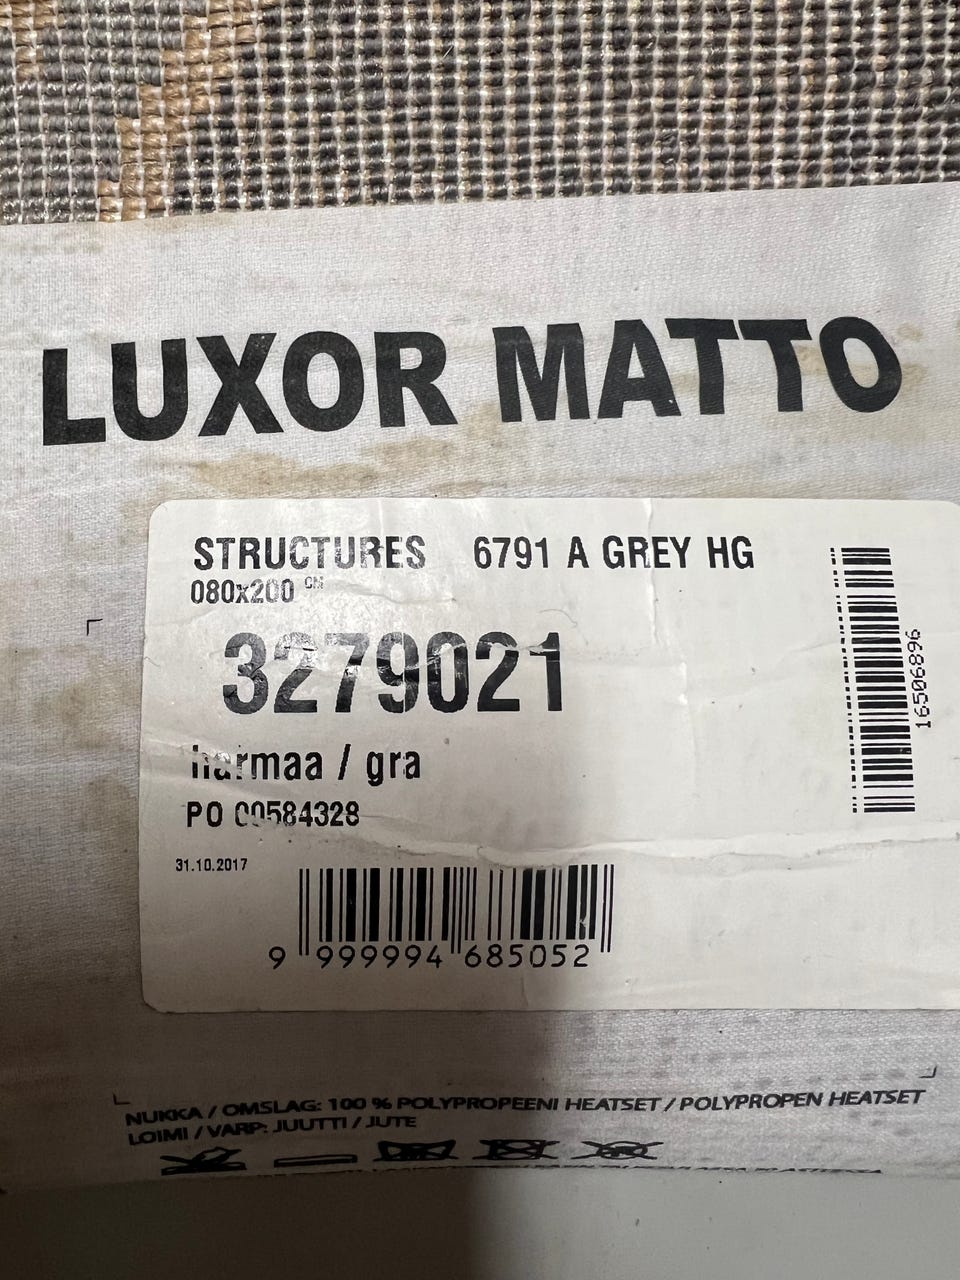 LUXOR MATTO
STRUCTURES 6791 A GREY HG
080x200 CM
3279021
harmaa / gra
PO 00584328
31.10.2017
16506896
9 999994 685052
NUKKA / OMSLAG: 100 % POLYPROPEENI HEATSET / POLYPROPEN HEATSET
LOIMI / VARP: JUUTTI / JUTE